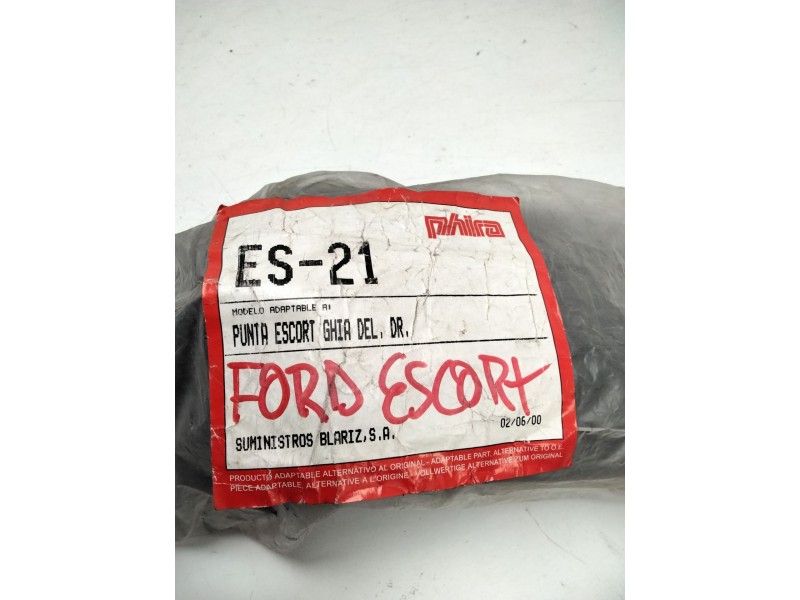 phira
ES-21
MODELO ADAPTABLE A:
PUNTA ESCORT GHIA DEL. DR.
FORD ESCORT
02/06/00
SUMINISTROS BLARIZ,S.A.
PRODUCTO ADAPTABLE ALTERNATIVO AL ORIGINAL - ADAPTABLE PART, ALTERNATIVE TO O.E.
PIECE ADAPTABLE, ALTERNATIVE A L'ORIGINE - VOLLWERTIGE ALTERNATIVE ZUM ORIGINAL